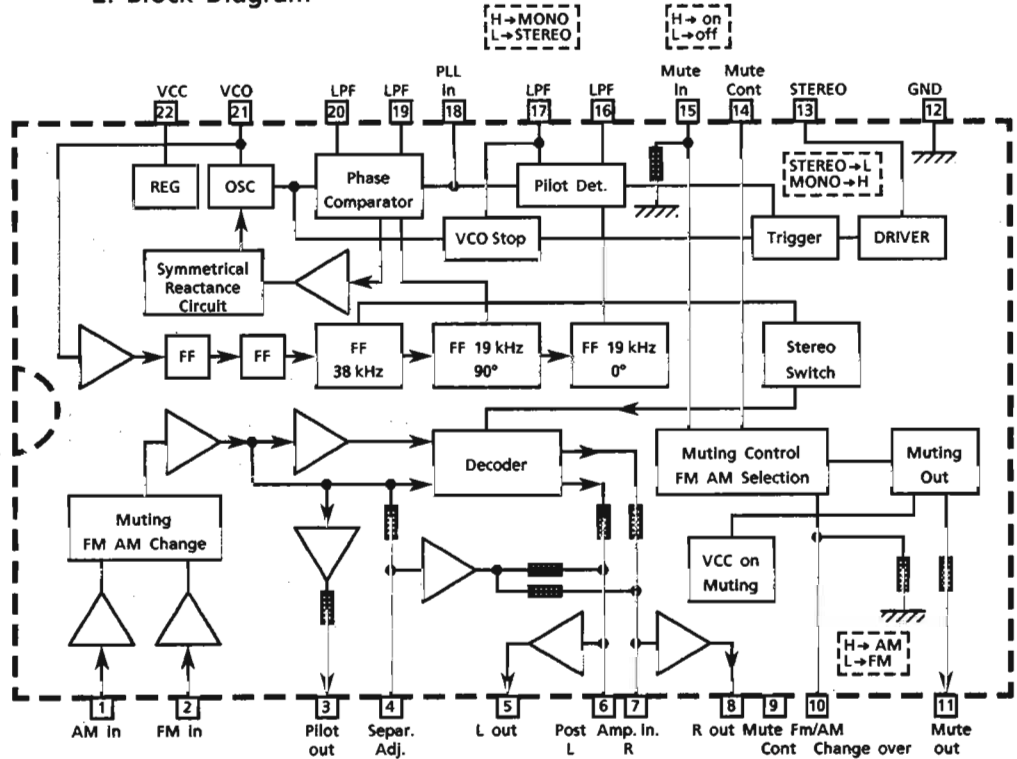 2. Block Diagram
H→MONO
L→STEREO
H→on
L→off
VCC
VCO
LPF
LPF
PLL
in
LPF
LPF
Mute
In
Mute
Cont
STEREO
GND
22
21
20
19
18
17
16
15
14
13
12
REG
OSC
Phase
Comparator
Pilot Det.
STEREO→L
MONO→H
VCO Stop
Trigger
DRIVER
Symmetrical
Reactance
Circuit
FF
FF
FF
38 kHz
FF 19 kHz
90°
FF 19 kHz
0°
Stereo
Switch
Decoder
Muting Control
FM AM Selection
Muting
Out
Muting
FM AM Change
VCC on
Muting
H→AM
L→FM
1
2
3
4
5
6
7
8
9
10
11
AM in
FM in
Pilot
out
Separ.
Adj.
L out
Post Amp. in.
L R
R out
Mute
Cont
Fm/AM
Change over
Mute
out